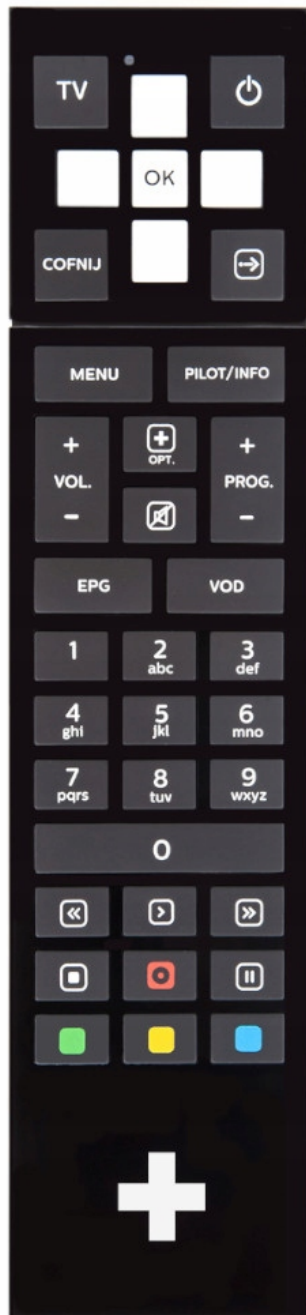 TV
OK
COFNIJ
MENU PILOT/INFO
+ +
OPT.
VOL. PROG.
- -
EPG VOD
1 2 3
abc def
4 5 6
ghi jkl mno
7 8 9
pqrs tuv wxyz
0